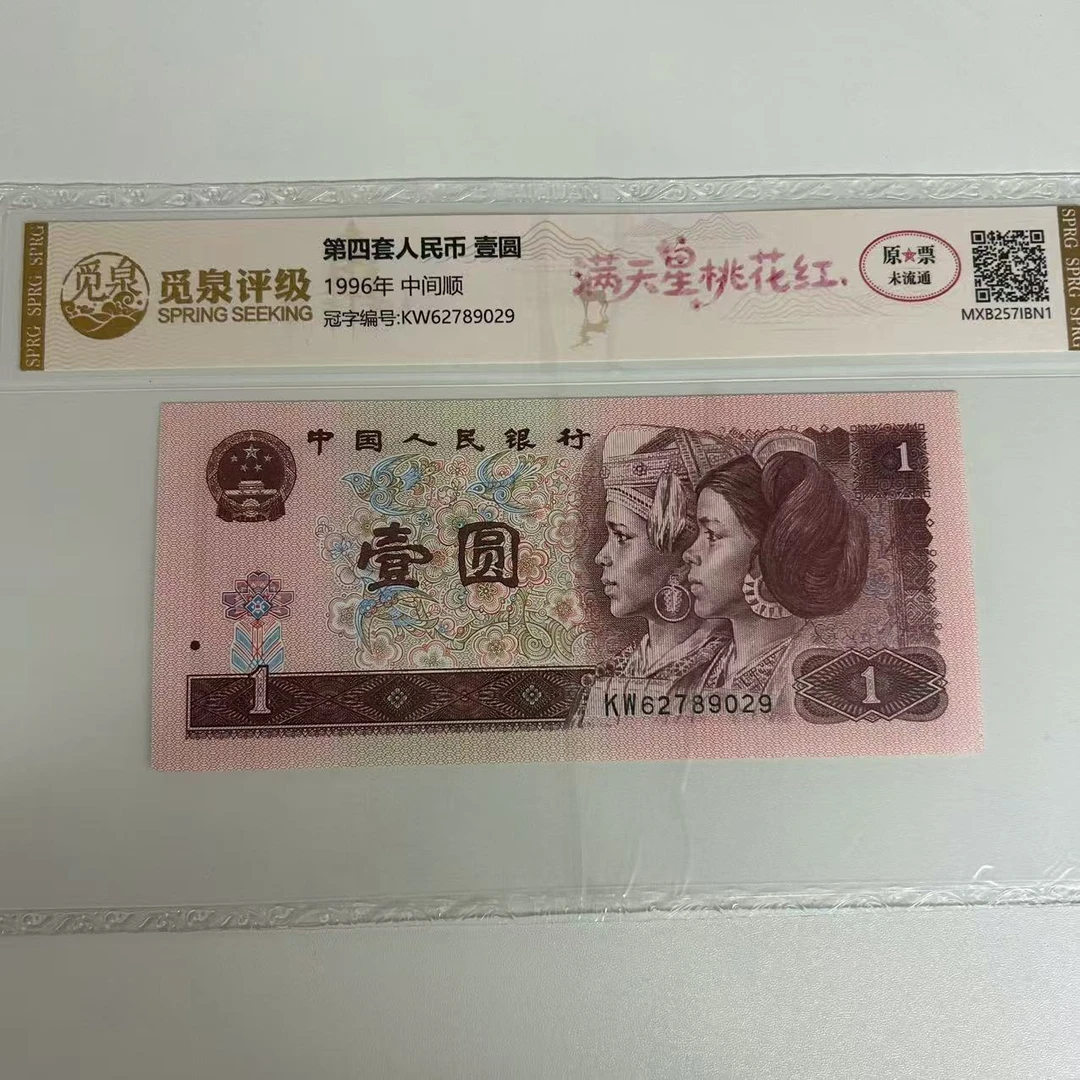 SPRG SPRG SPRG
觅泉
觅泉评级
SPRING SEEKING
第四套人民币 壹圆
1996年 中间顺
冠字编号:KW62789029
满天星桃花红
原★票
未流通
MXB257IBN1
SPRG SPRG SPRG
中国人民银行
1
壹圆
1
1
KW62789029